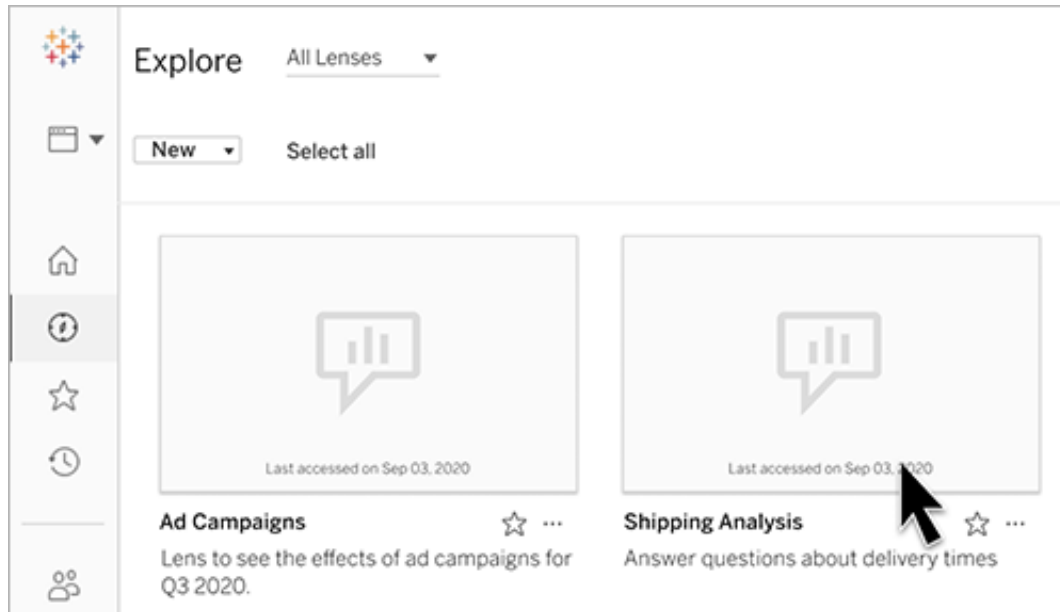 Explore All Lenses
New Select all
Last accessed on Sep 03, 2020
Last accessed on Sep 03, 2020
Ad Campaigns ...
Lens to see the effects of ad campaigns for
Q3 2020.
Shipping Analysis ...
Answer questions about delivery times